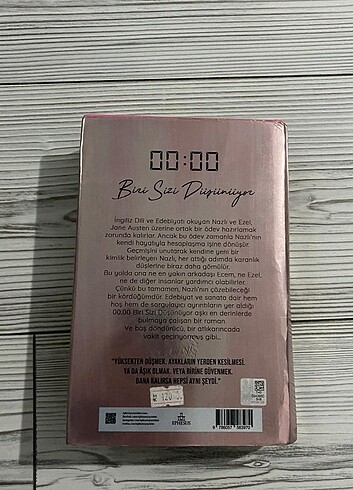 00:00
Biri Sizi Düşünüyor
İngiliz Dili ve Edebiyatı okuyan Nazlı ve Ezel,
Jane Austen üzerine ortak bir ödev hazırlamak
zorunda kalırlar. Ancak bu ödev zamanla Nazlı'nın
kendi hayatıyla hesaplaşma işine dönüşür.
Geçmişini unutarak kendine yeni bir
kimlik belirleyen Nazlı, her attığı adımda karanlık
düşlerine biraz daha gömülür.
Bu yolda ona ne en yakın arkadaşı Ecem, ne Ezel,
ne de diğer insanlar yardımcı olabilirler.
Çünkü bu tamamen, Nazlı'nın çözebileceği
bir kördüğümdür. Edebiyat ve sanata dair hem
hoş hem de sorgulayıcı ayrıntıların yer aldığı
00.00 Biri Sizi Düşünüyor aşkı en derinlerde
bulmaya çalışan bir roman.
Ve baş döndürücü, bir atlıkarıncada
vakit geçiriyormuş gibi...
"YÜKSEKTEN DÜŞMEK, AYAKLARIN YERDEN KESİLMESİ,
YA DA ÂŞIK OLMAK, VEYA BİRİNE GÜVENMEK.
BANA KALIRSA HEPSİ AYNI ŞEYDİ."
120
EPHESUS